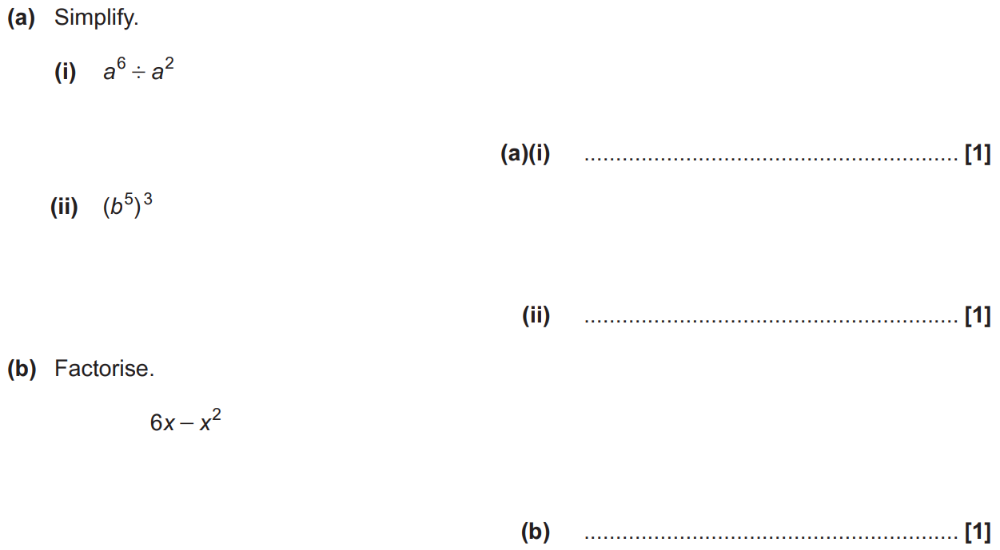 (a) Simplify.
(i) a⁶ ÷ a²
(a)(i) ........................................................... [1]
(ii) (b⁵)³
(ii) ........................................................... [1]
(b) Factorise.
6x – x²
(b) ........................................................... [1]